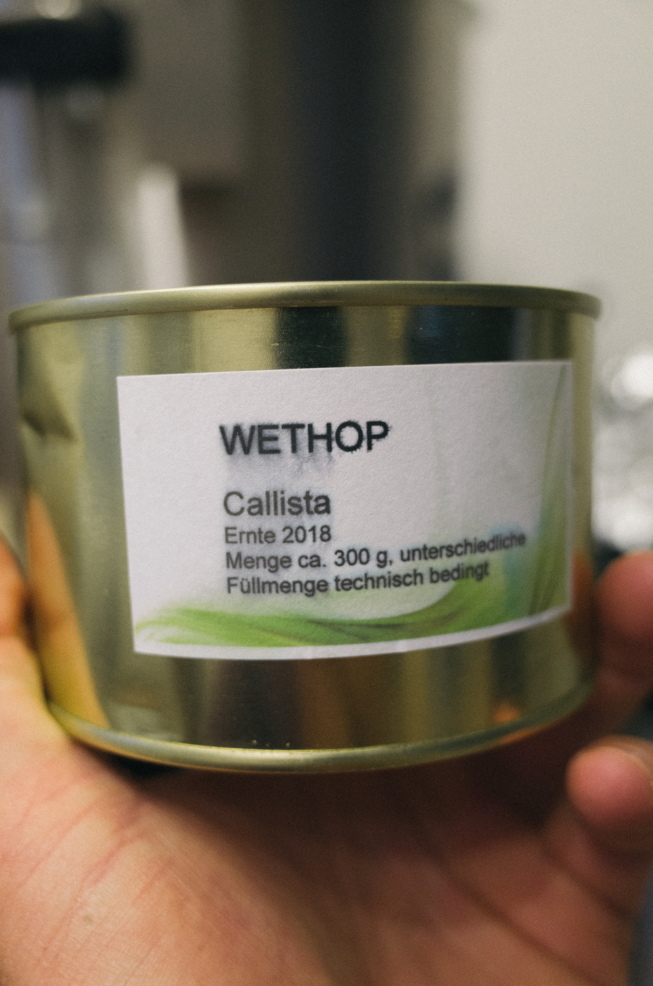 WETHOP
Callista
Ernte 2018
Menge ca. 300 g, unterschiedliche
Füllmenge technisch bedingt